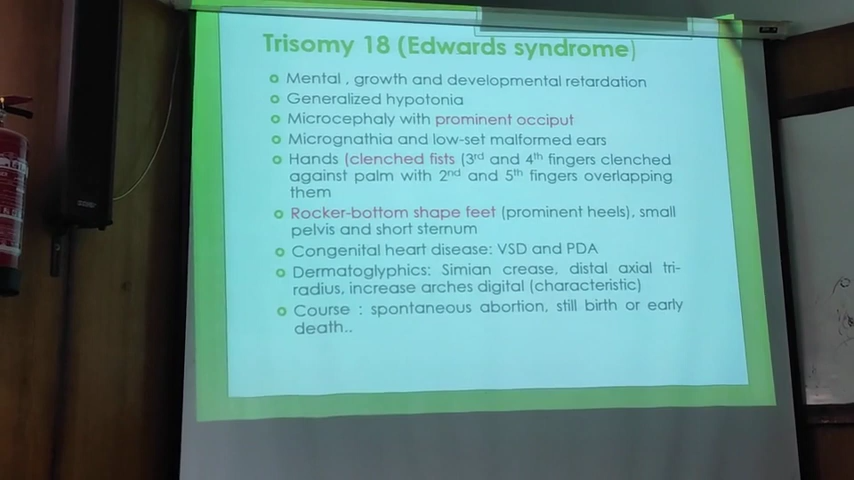 Trisomy 18 (Edwards syndrome)
Mental , growth and developmental retardation
Generalized hypotonia
Microcephaly with prominent occiput
Micrognathia and low-set malformed ears
Hands (clenched fists (3rd and 4th fingers clenched
against palm with 2nd and 5th fingers overlapping
them
Rocker-bottom shape feet (prominent heels), small
pelvis and short sternum
Congenital heart disease: VSD and PDA
Dermatoglyphics: Simian crease, distal axial tri-
radius, increase arches digital (characteristic)
Course : spontaneous abortion, still birth or early
death..